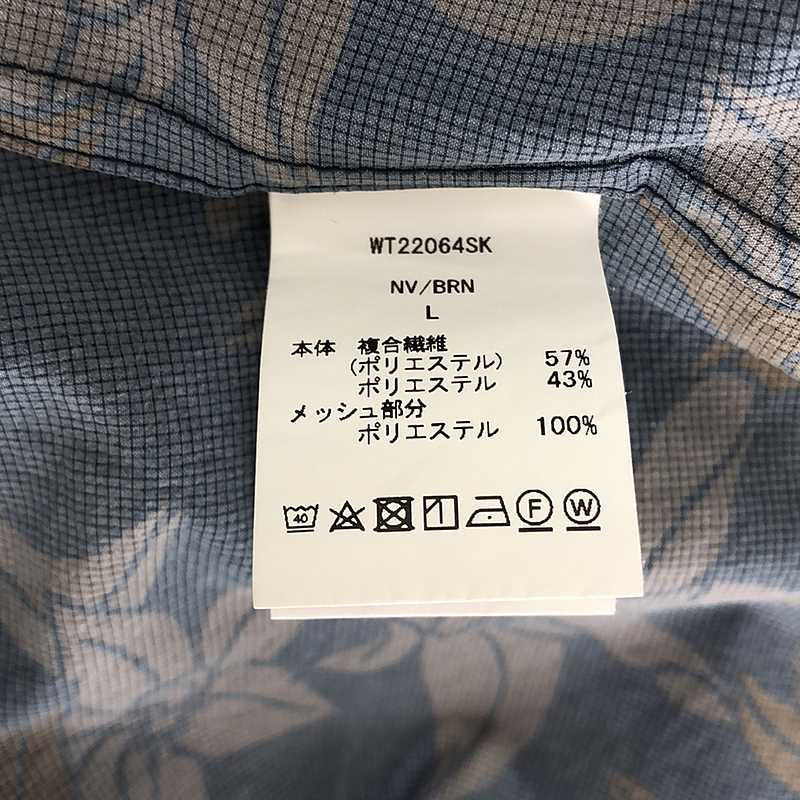 WT22064SK
NV/BRN
L
本体 複合繊維
(ポリエステル) 57%
ポリエステル 43%
メッシュ部分
ポリエステル 100%
40 F W